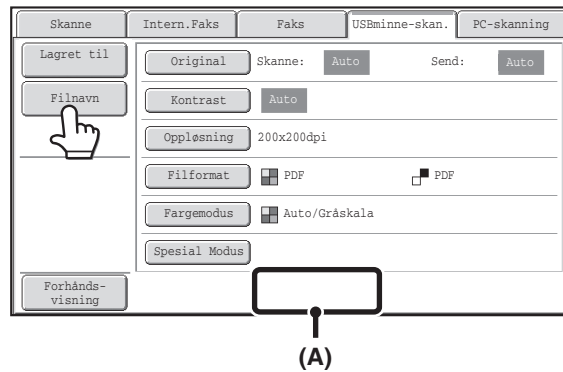 Skanne Intern.Faks Faks USBminne-skan. PC-skanning
Lagret til
Original Skanne: Auto Send: Auto
Filnavn
Kontrast Auto
Oppløsning 200x200dpi
Filformat PDF PDF
Fargemodus Auto/Gråskala
Spesial Modus
Forhånds-
visning
(A)